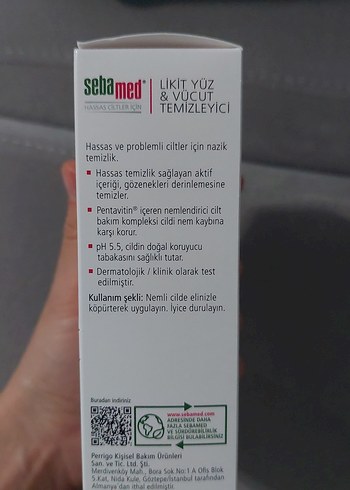 sebamed®
HASSAS CİLTLER İÇİN
LİKİT YÜZ
& VÜCUT
TEMİZLEYİCİ
Hassas ve problemli ciltler için nazik
temizlik.
Hassas temizlik sağlayan aktif
içeriği, gözenekleri derinlemesine
temizler.
Pentavitin® içeren nemlendirici cilt
bakım kompleksi cildi nem kaybına
karşı korur.
pH 5.5, cildin doğal koruyucu
tabakasını sağlıklı tutar.
Dermatolojik / klinik olarak test
edilmiştir.
Kullanım şekli: Nemli cilde elinizle
köpürterek uygulayın. İyice durulayın.
Buradan indiriniz
www.sebamed.com
ADRESİNDE DAHA
FAZLA SEBAMED
VE SÜRDÜREBİLİRLİK
BİLGİSİ BULABİLİRSİNİZ
Perrigo Kişisel Bakım Ürünleri
San. ve Tic. Ltd. Şti.
Merdivenköy Mah., Bora Sok.No:1 A Ofis Blok
5.Kat, Nida Kule, Göztepe/İstanbul tarafından
Almanya'dan ithal edilmiştir.